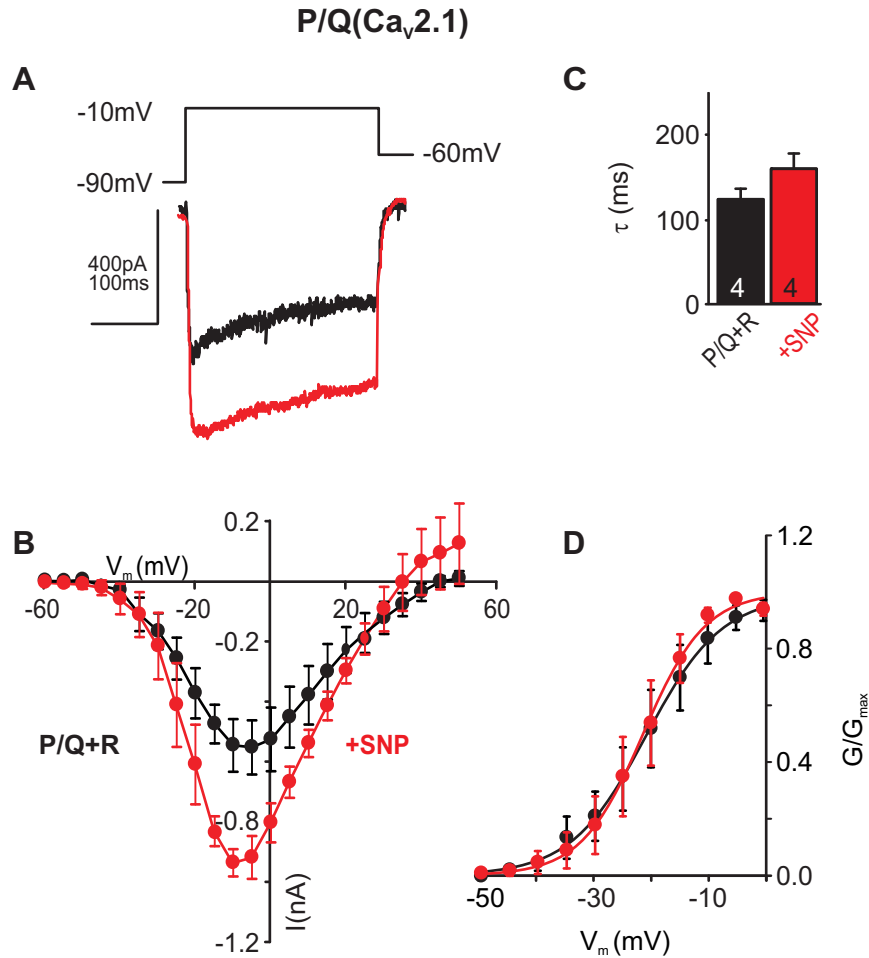 P/Q(Cav2.1)
A
C
-10mV
-60mV
-90mV
400pA
100ms
200
100
0
τ (ms)
4
4
P/Q+R
+SNP
B
D
0.2
Vm(mV)
-60
-20
20
60
-0.2
P/Q+R
+SNP
-0.8
I(nA)
-1.2
1.2
0.8
0.4
0.0
G/Gmax
-50
-30
-10
Vm (mV)